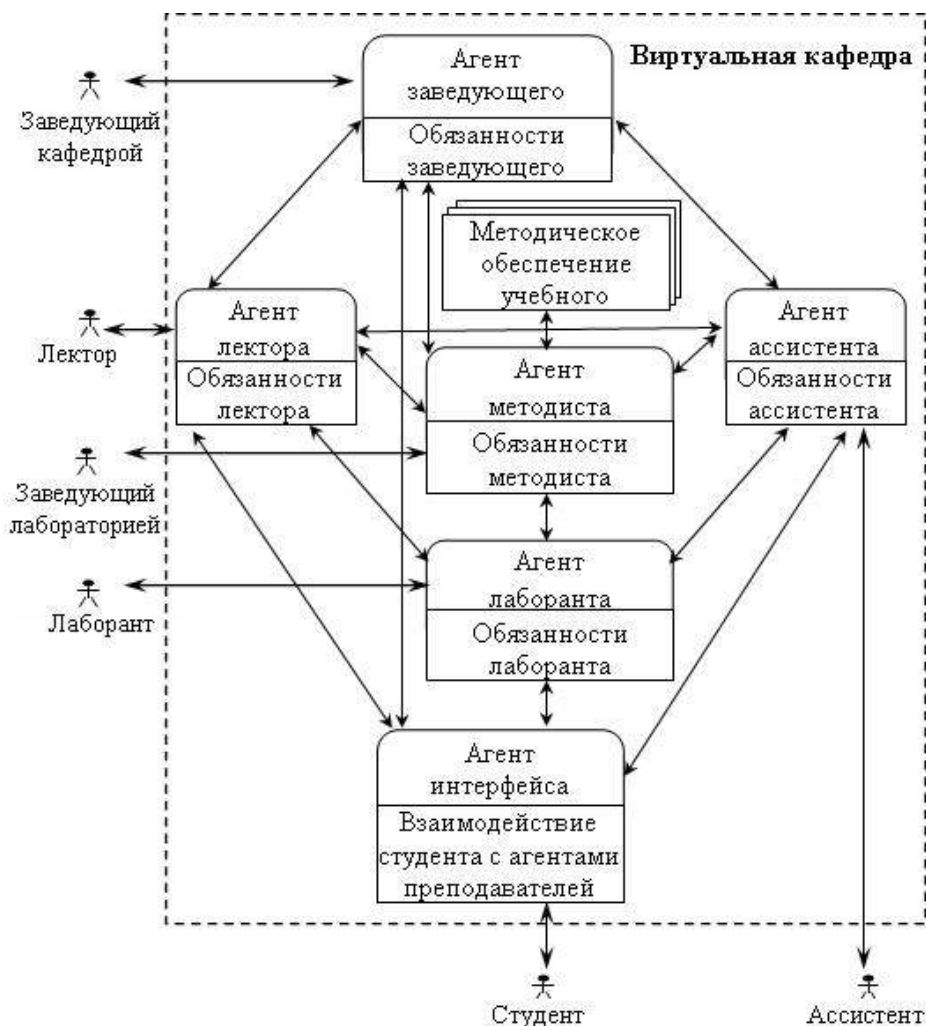 Виртуальная кафедра
Агент
заведующего
Обязанности
заведующего
Заведующий
кафедрой
Методическое
обеспечение
учебного
Агент
лектора
Обязанности
лектора
Лектор
Агент
ассистента
Обязанности
ассистента
Агент
методиста
Обязанности
методиста
Заведующий
лабораторией
Агент
лаборанта
Обязанности
лаборанта
Лаборант
Агент
интерфейса
Взаимодействие
студента с агентами
преподавателей
Студент
Ассистент